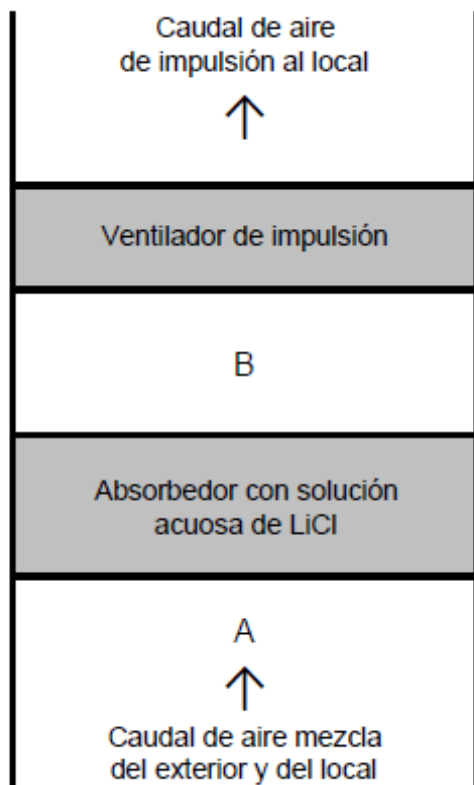 Caudal de aire
de impulsión al local
Ventilador de impulsión
B
Absorbedor con solución
acuosa de LiCl
A
Caudal de aire mezcla
del exterior y del local